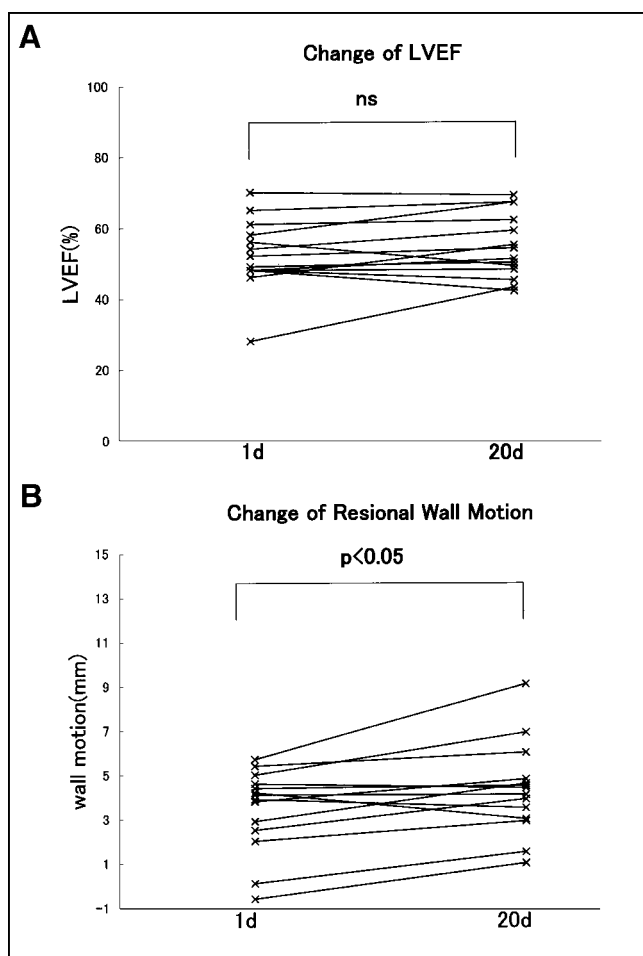 A
Change of LVEF
ns
100
80
60
40
20
0
LVEF(%)
1d
20d
B
Change of Resional Wall Motion
p<0.05
15
13
11
9
7
5
3
1
-1
wall motion(mm)
1d
20d